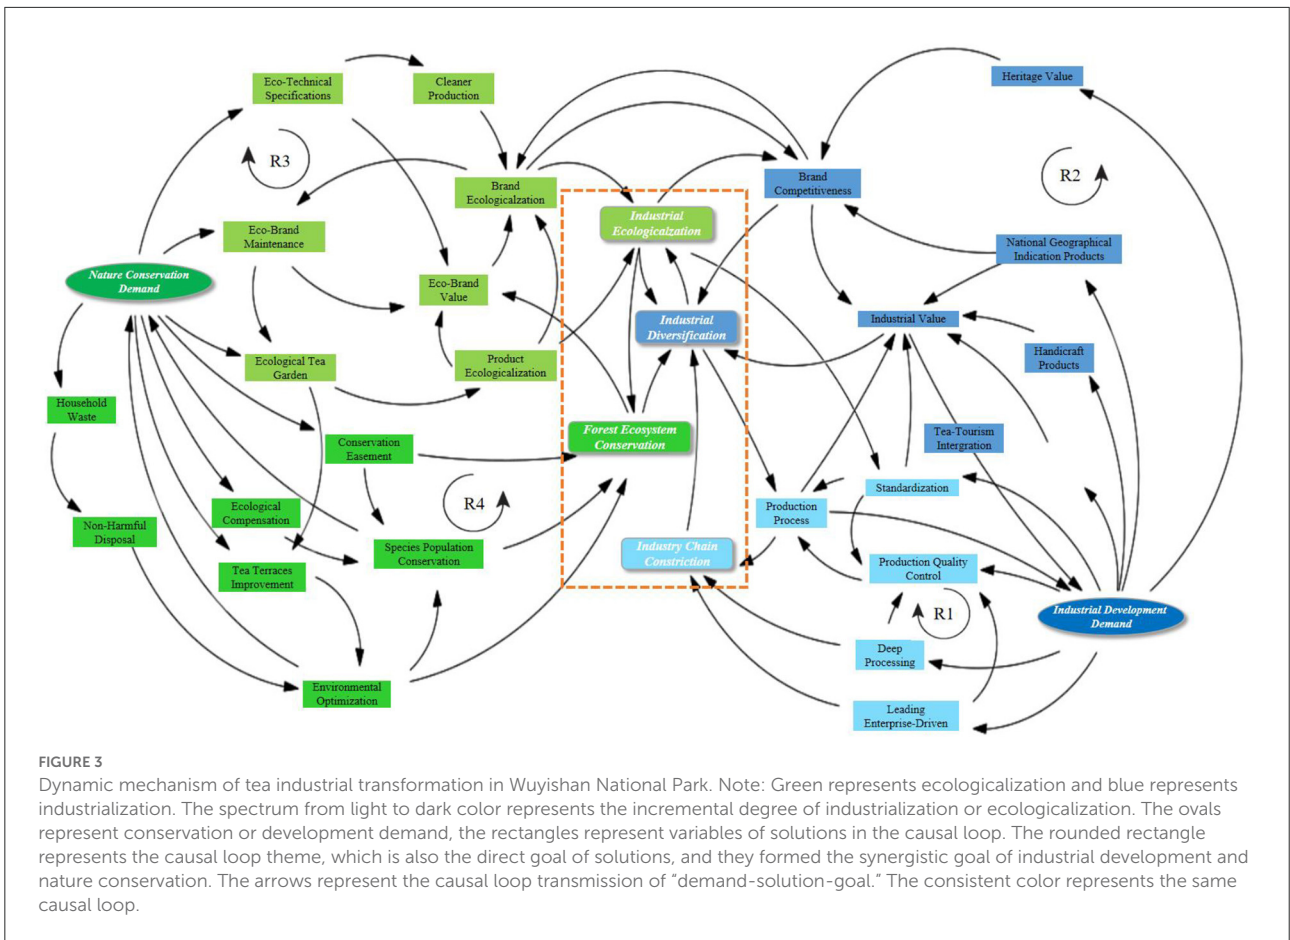 Eco-Technical
Specifications
Cleaner
Production
Heritage Value
R3
R2
Brand
Ecologicalzation
Brand
Competitiveness
Industrial
Ecologicalzation
Eco-Brand
Maintenance
National Geographical
Indication Products
Nature Conservation
Demand
Eco-Brand
Value
Industrial
Diversification
Industrial Value
Ecological Tea
Garden
Product
Ecologicalization
Handicraft
Products
Household
Waste
Conservation
Easement
Forest Ecosystem
Conservation
Tea-Tourism
Intergration
Ecological
Compensation
R4
Standardization
Non-Harmful
Disposal
Production
Process
Species Population
Conservation
Industry Chain
Constriction
Tea Terraces
Improvement
Production Quality
Control
R1
Industrial Development
Demand
Deep
Processing
Environmental
Optimization
Leading
Enterprise-Driven
FIGURE 3
Dynamic mechanism of tea industrial transformation in Wuyishan National Park. Note: Green represents ecologicalization and blue represents
industrialization. The spectrum from light to dark color represents the incremental degree of industrialization or ecologicalization. The ovals
represent conservation or development demand, the rectangles represent variables of solutions in the causal loop. The rounded rectangle
represents the causal loop theme, which is also the direct goal of solutions, and they formed the synergistic goal of industrial development and
nature conservation. The arrows represent the causal loop transmission of “demand-solution-goal.” The consistent color represents the same
causal loop.